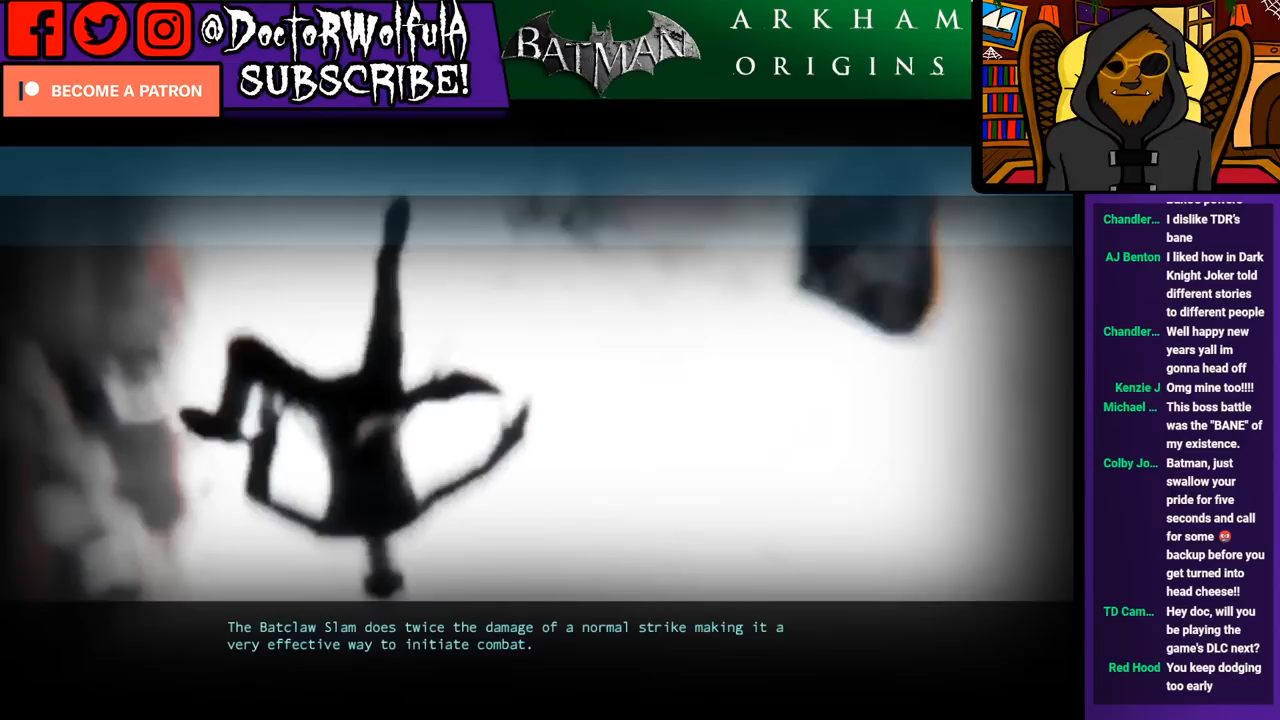 @DoctoRWolfulA
SUBSCRIBE!
BECOME A PATRON
BATMAN
ARKHAM
ORIGINS
Chandler... I dislike TDR's
bane
AJ Benton I liked how in Dark
Knight Joker told
different stories
to different people
Chandler... Well happy new
years yall im
gonna head off
Kenzie J Omg mine too!!!!
Michael ... This boss battle
was the "BANE" of
my existence.
Colby Jo... Batman, just
swallow your
pride for five
seconds and call
for some 😡
backup before you
get turned into
head cheese!!
TD Cam... Hey doc, will you
be playing the
game's DLC next?
Red Hood You keep dodging
too early
The Batclaw Slam does twice the damage of a normal strike making it a
very effective way to initiate combat.